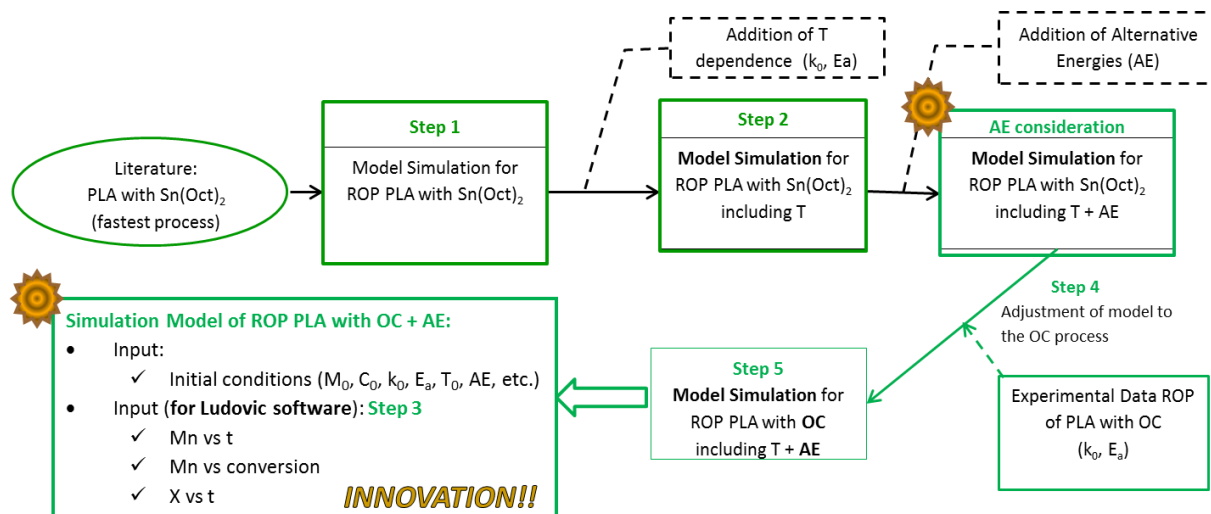 Addition of T
dependence (k₀, Ea)
Addition of Alternative
Energies (AE)
Literature:
PLA with Sn(Oct)₂
(fastest process)
Step 1
Model Simulation for
ROP PLA with Sn(Oct)₂
Step 2
Model Simulation for
ROP PLA with Sn(Oct)₂
including T
AE consideration
Model Simulation for
ROP PLA with Sn(Oct)₂
including T + AE
Step 4
Adjustment of model to
the OC process
Experimental Data ROP
of PLA with OC
(k₀, Eₐ)
Step 5
Model Simulation for
ROP PLA with OC
including T + AE
Simulation Model of ROP PLA with OC + AE:
• Input:
✓ Initial conditions (M₀, C₀, k₀, Eₐ, T₀, AE, etc.)
• Input (for Ludovic software): Step 3
✓ Mn vs t
✓ Mn vs conversion
✓ X vs t
INNOVATION!!